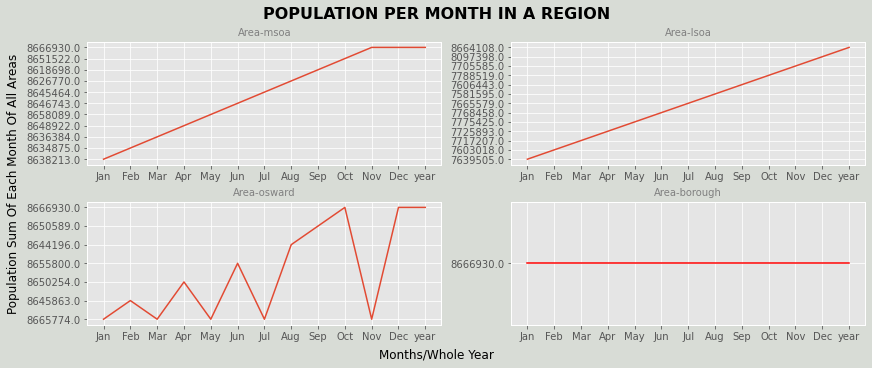 POPULATION PER MONTH IN A REGION
Population Sum Of Each Month Of All Areas
Area-msoa
8666930.0
8651522.0
8618698.0
8626770.0
8645464.0
8646743.0
8658089.0
8648922.0
8636384.0
8634875.0
8638213.0
Jan Feb Mar Apr May Jun Jul Aug Sep Oct Nov Dec year
Area-lsoa
8664108.0
8097398.0
7705585.0
7788519.0
7606443.0
7581595.0
7665579.0
7768458.0
7775425.0
7725893.0
7717207.0
7603018.0
7639505.0
Jan Feb Mar Apr May Jun Jul Aug Sep Oct Nov Dec year
Area-osward
8666930.0
8650589.0
8644196.0
8655800.0
8650254.0
8645863.0
8665774.0
Jan Feb Mar Apr May Jun Jul Aug Sep Oct Nov Dec year
Area-borough
8666930.0
Jan Feb Mar Apr May Jun Jul Aug Sep Oct Nov Dec year
Months/Whole Year